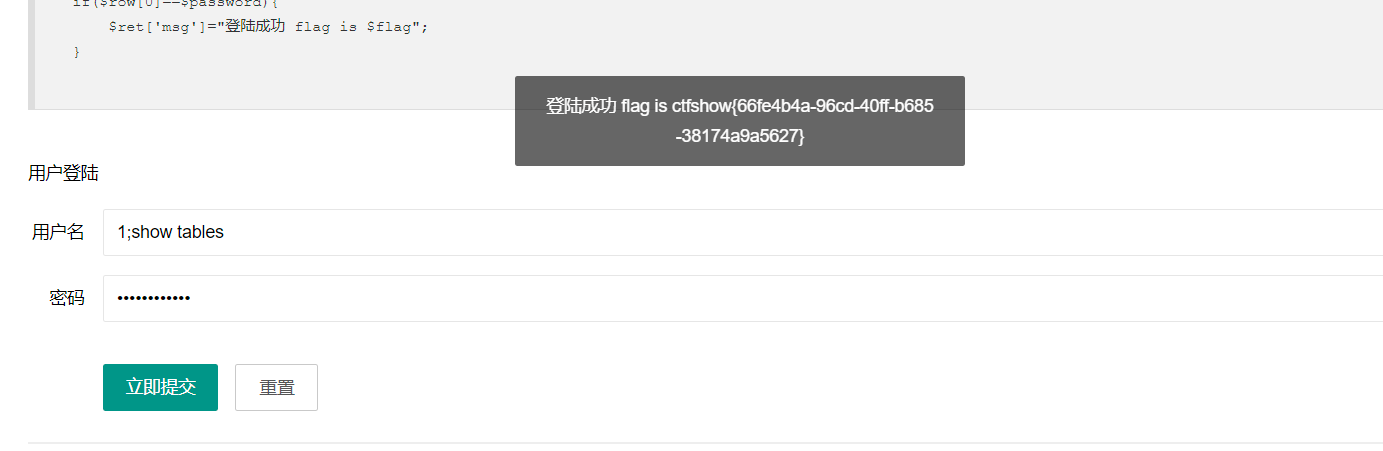 if($row[0]==$password){
$ret['msg']="登陆成功 flag is $flag";
}
登陆成功 flag is ctfshow{66fe4b4a-96cd-40ff-b685
-38174a9a5627}
用户登陆
用户名 1;show tables
密码 ••••••••••••
立即提交 重置